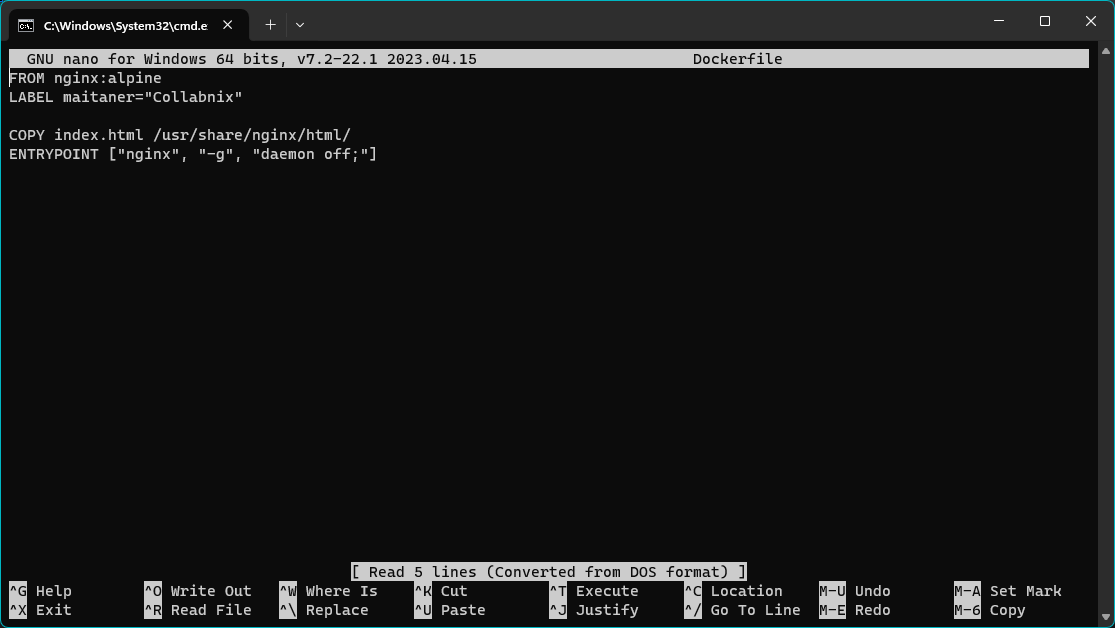 C:\Windows\System32\cmd.e
GNU nano for Windows 64 bits, v7.2-22.1 2023.04.15 Dockerfile
FROM nginx:alpine
LABEL maitaner="Collabnix"
COPY index.html /usr/share/nginx/html/
ENTRYPOINT ["nginx", "-g", "daemon off;"]
[ Read 5 lines (Converted from DOS format) ]
^G Help ^O Write Out ^W Where Is ^K Cut ^T Execute ^C Location M-U Undo M-A Set Mark
^X Exit ^R Read File ^\ Replace ^U Paste ^J Justify ^/ Go To Line M-E Redo M-6 Copy